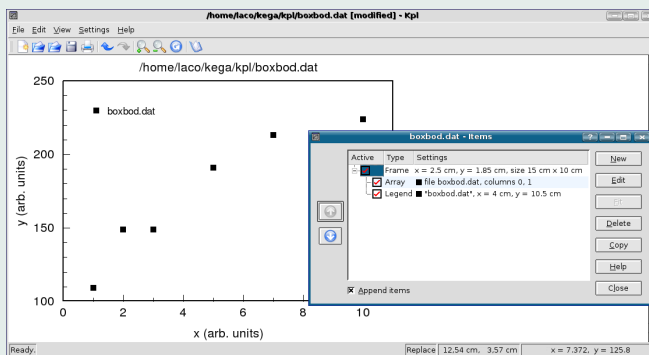 /home/laco/kega/kpl/boxbod.dat [modified] - Kpl
File Edit View Settings Help
/home/laco/kega/kpl/boxbod.dat
250
boxbod.dat
200
150
100
y (arb. units)
0 2 4 6 8 10
x (arb. units)
boxbod.dat - Items
Active Type Settings
Frame x = 2.5 cm, y = 1.85 cm, size 15 cm x 10 cm
Array file boxbod.dat, columns 0, 1
Legend "boxbod.dat", x = 4 cm, y = 10.5 cm
New
Edit
Fit
Delete
Copy
Help
Close
Append items
Ready. Replace 12,54 cm, 3,57 cm x = 7.372, y = 125.8